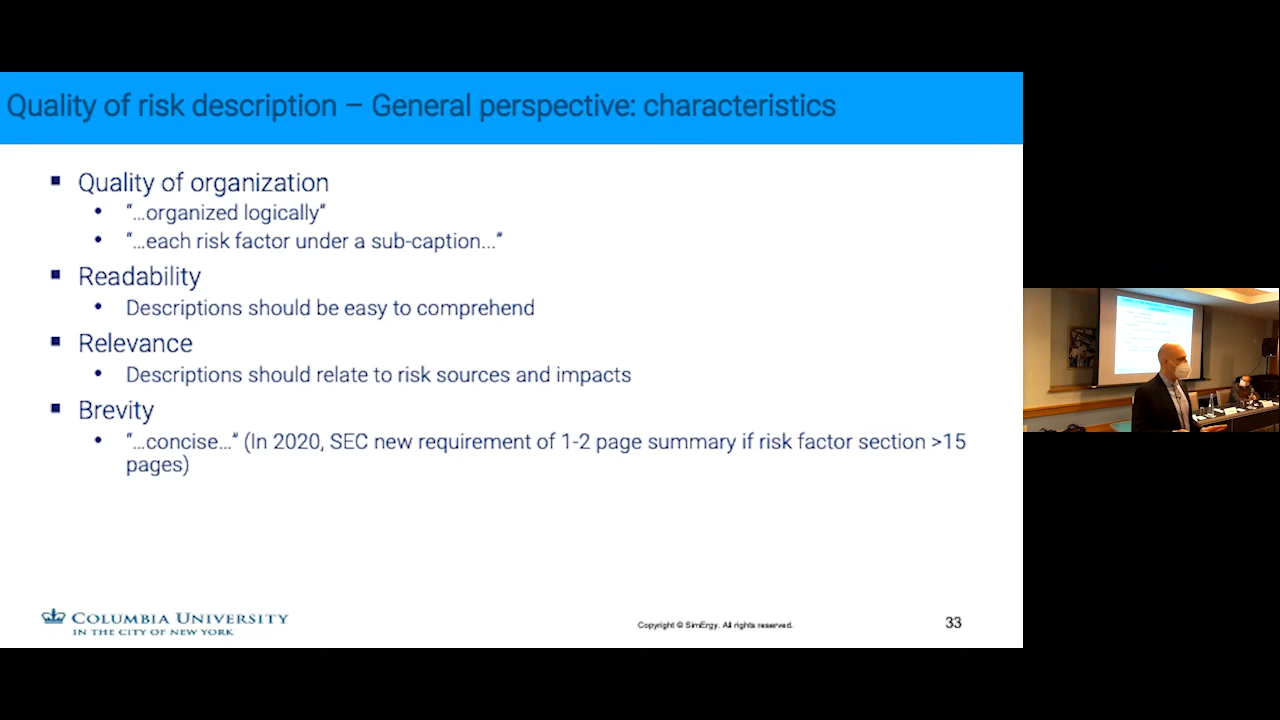 Quality of risk description – General perspective: characteristics
Quality of organization
“…organized logically”
“…each risk factor under a sub-caption…”
Readability
Descriptions should be easy to comprehend
Relevance
Descriptions should relate to risk sources and impacts
Brevity
“…concise…” (In 2020, SEC new requirement of 1-2 page summary if risk factor section >15
pages)
COLUMBIA UNIVERSITY
IN THE CITY OF NEW YORK
Copyright © SimErgy. All rights reserved.
33